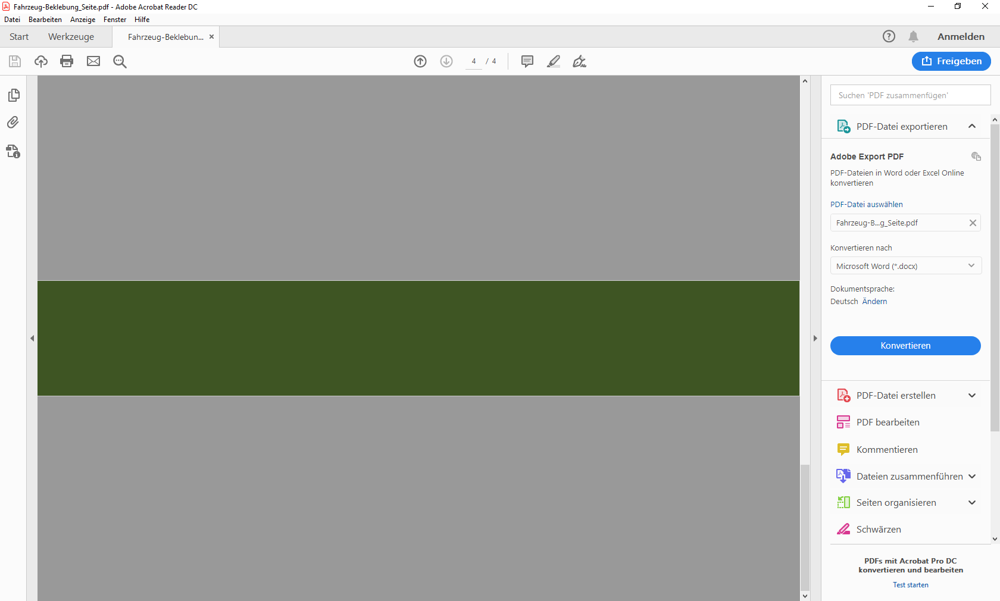 Fahrzeug-Beklebung_Seite.pdf - Adobe Acrobat Reader DC
Datei Bearbeiten Anzeige Fenster Hilfe
Start Werkzeuge Fahrzeug-Beklebun... × Anmelden
4 / 4 Freigeben
Suchen 'PDF zusammenfügen'
PDF-Datei exportieren
Adobe Export PDF
PDF-Dateien in Word oder Excel Online
konvertieren
PDF-Datei auswählen
Fahrzeug-B...g_Seite.pdf
Konvertieren nach
Microsoft Word (*.docx)
Dokumentsprache:
Deutsch Ändern
Konvertieren
PDF-Datei erstellen
PDF bearbeiten
Kommentieren
Dateien zusammenführen
Seiten organisieren
Schwärzen
PDFs mit Acrobat Pro DC
konvertieren und bearbeiten
Test starten